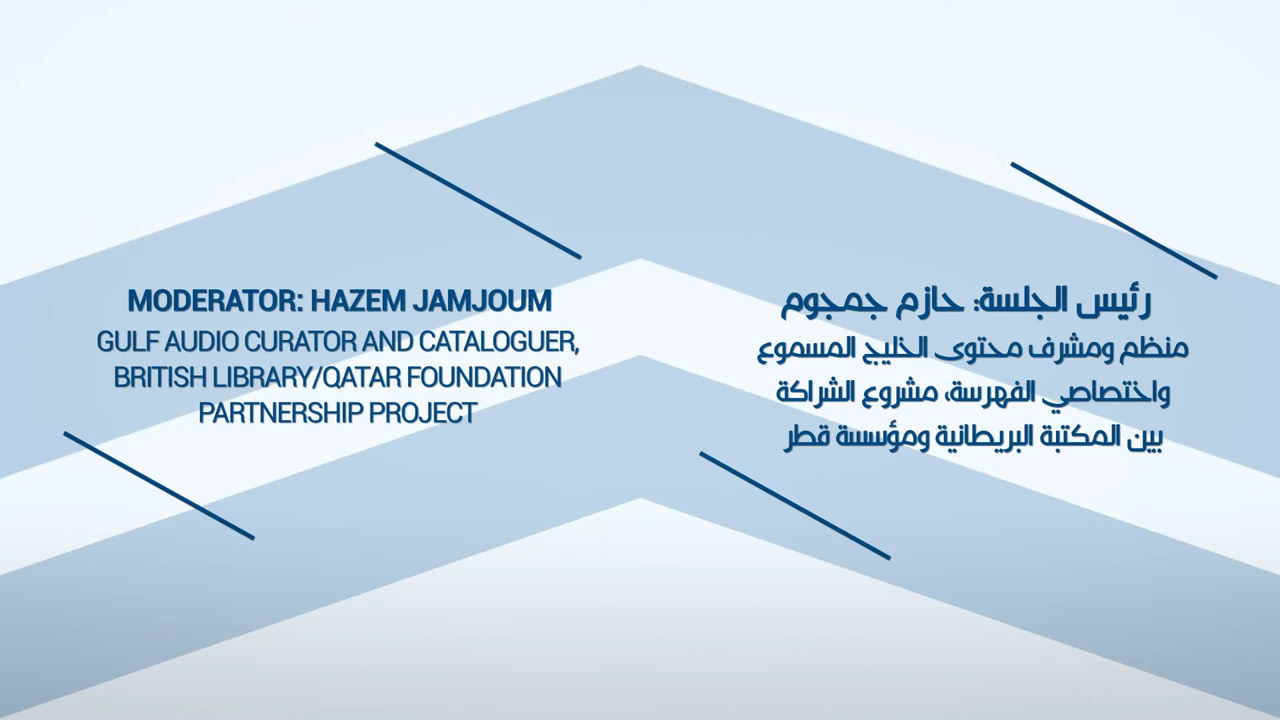 MODERATOR: HAZEM JAMJOUM
GULF AUDIO CURATOR AND CATALOGUER,
BRITISH LIBRARY/QATAR FOUNDATION
PARTNERSHIP PROJECT
رئيس الجلسة: حازم جمجوم
منظم ومشرف محتوى الخليج المسموع
واختصاصي الفهرسة، مشروع الشراكة
بين المكتبة البريطانية ومؤسسة قطر